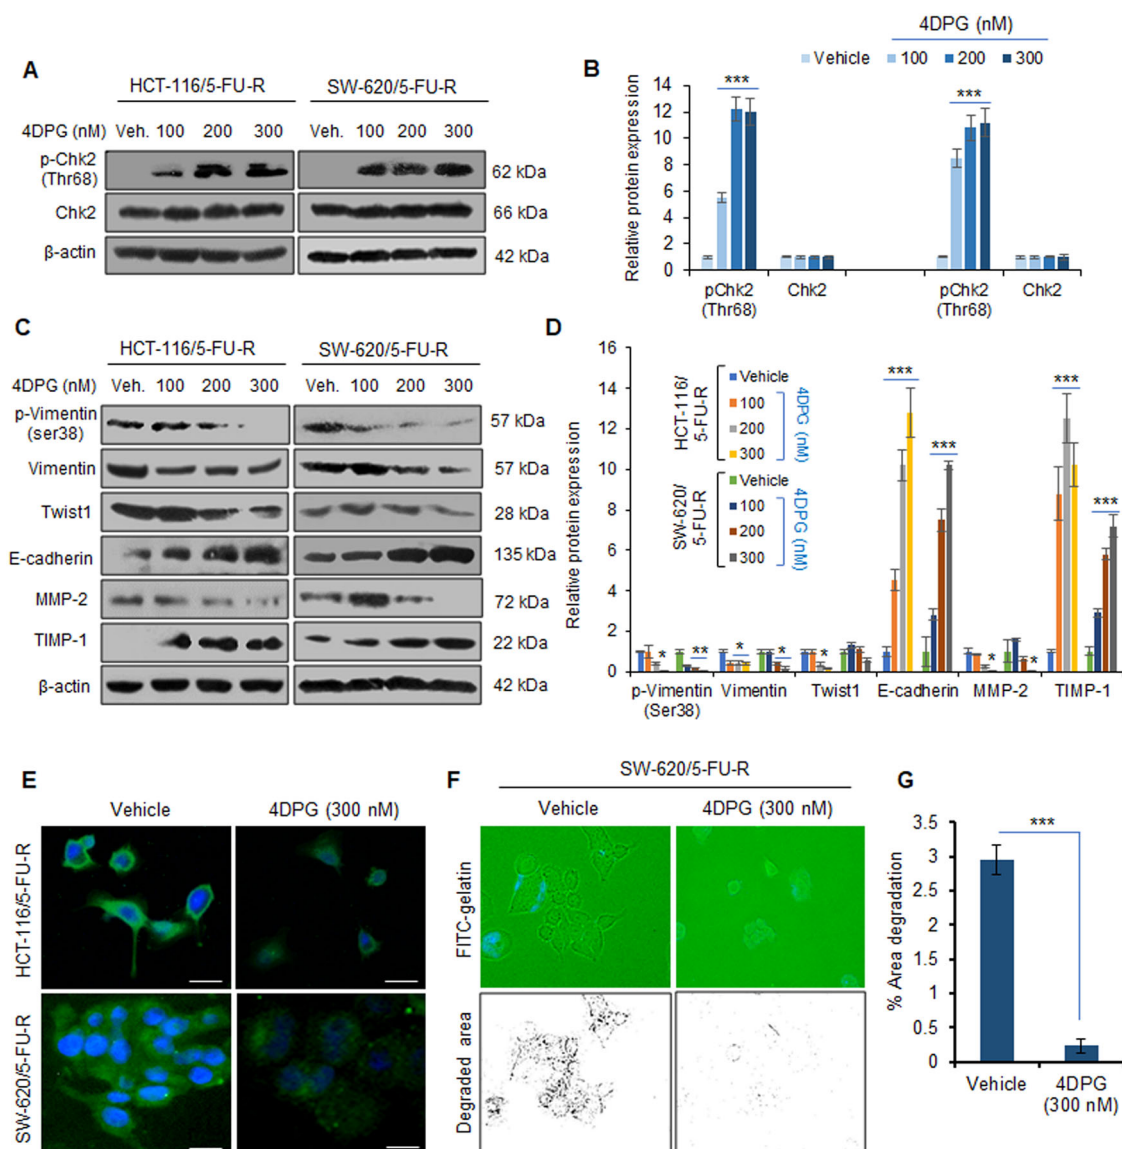 A
HCT-116/5-FU-R SW-620/5-FU-R
4DPG (nM) Veh. 100 200 300 Veh. 100 200 300
p-Chk2
(Thr68)
62 kDa
Chk2
66 kDa
β-actin
42 kDa
B
4DPG (nM)
Vehicle 100 200 300
Relative protein expression
14
12
10
8
6
4
2
0
*** ***
pChk2 Chk2 pChk2 Chk2
(Thr68) (Thr68)
C
HCT-116/5-FU-R SW-620/5-FU-R
4DPG (nM) Veh. 100 200 300 Veh. 100 200 300
p-Vimentin
(ser38)
57 kDa
Vimentin
57 kDa
Twist1
28 kDa
E-cadherin
135 kDa
MMP-2
72 kDa
TIMP-1
22 kDa
β-actin
42 kDa
D
Relative protein expression
16
14
12
10
8
6
4
2
0
HCT-116/
5-FU-R
Vehicle
100
200
300
4DPG (nM)
SW-620/
5-FU-R
Vehicle
100
200
300
4DPG (nM)
*** *** *** ***
* ** * * * * *
p-Vimentin Vimentin Twist1 E-cadherin MMP-2 TIMP-1
(Ser38)
E
Vehicle 4DPG (300 nM)
HCT-116/5-FU-R
SW-620/5-FU-R
F
SW-620/5-FU-R
Vehicle 4DPG (300 nM)
FITC-gelatin
Degraded area
G
% Area degradation
3.5
3
2.5
2
1.5
1
0.5
0
***
Vehicle 4DPG
(300 nM)